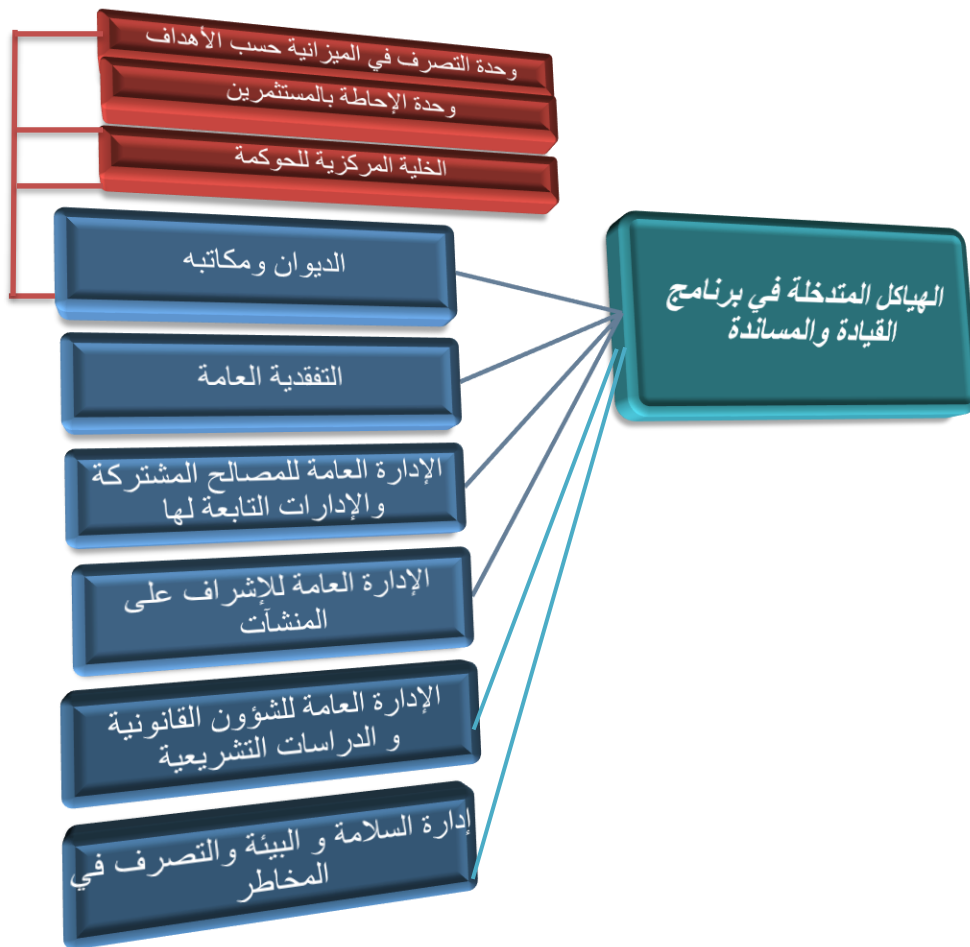 وحدة التصرف في الميزانية حسب الأهداف
وحدة الإحاطة بالمستثمرين
الخلية المركزية للحوكمة
الهياكل المتدخلة في برنامج
القيادة والمساندة
الديوان ومكاتبه
التفقدية العامة
الإدارة العامة للمصالح المشتركة
والإدارات التابعة لها
الإدارة العامة للإشراف على
المنشآت
الإدارة العامة للشؤون القانونية
و الدراسات التشريعية
إدارة السلامة و البيئة والتصرف في
المخاطر